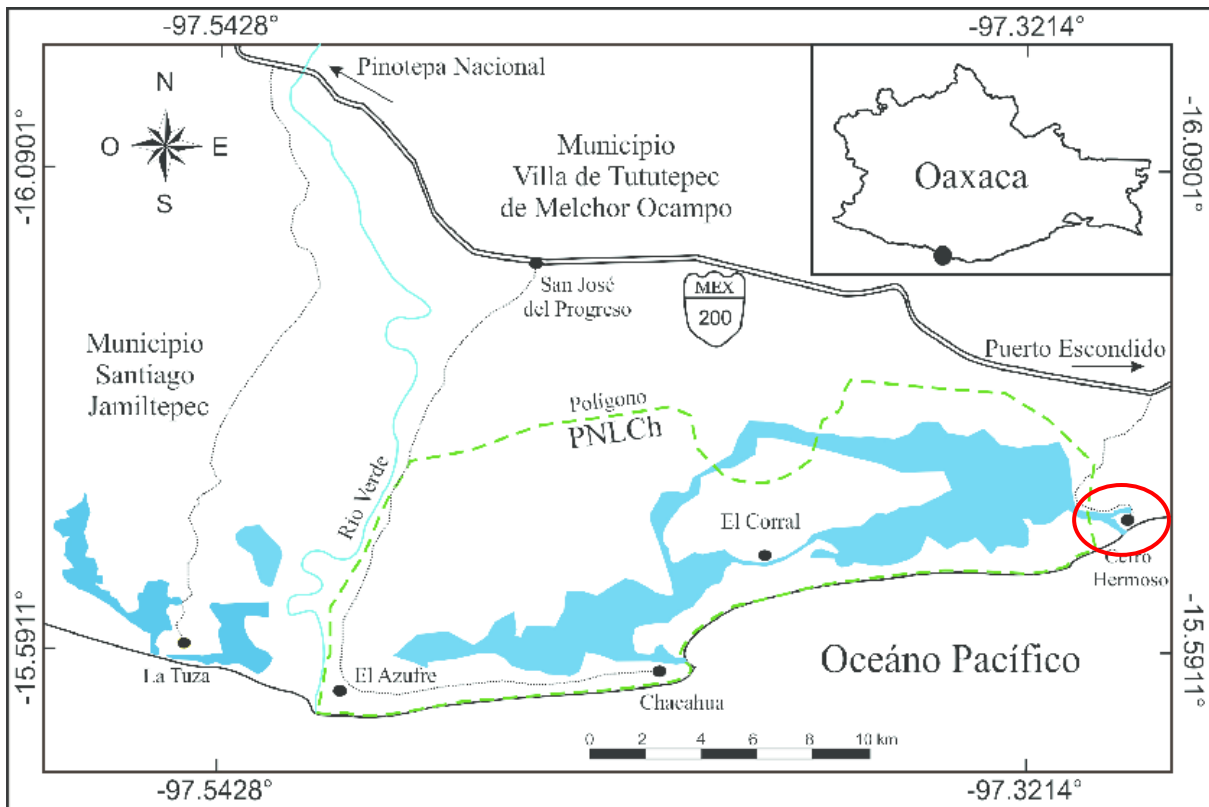 -97.5428°
-97.3214°
Pinotepa Nacional
N
O
E
S
-16.0901°
Município
Villa de Tututepec
de Melchor Ocampo
Oaxaca
-16.0901°
San José
del Progreso
MEX
200
Municipio
Santiago
Jamiltepec
Puerto Escondido
Polígono
PNLCh
Río Verde
El Corral
Cerro
Hermoso
-15.5911°
La Tuza
El Azufre
Chacahua
Oceáno Pacífico
-15.5911°
0
2
4
6
8
10 km
-97.5428°
-97.3214°